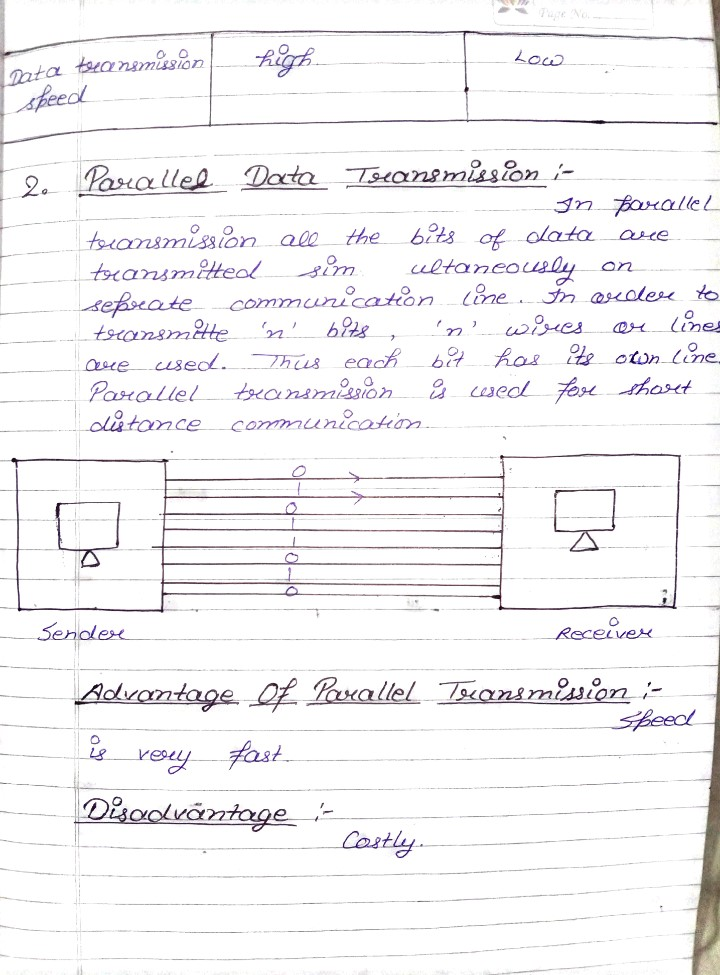 Page No.
Data transmission high Low
speed
2. Parallel Data Transmission :-
In parallel
transmission all the bits of data are
transmitted sim ultaneously on
seprate communication line. In order to
transmitte 'n' bits, 'n' wires or lines
are used. Thus each bit has its own line.
Parallel transmission is used for short
distance communication.
0
1
0
1
1
0
1
0
Sender Receiver
Advantage Of Parallel Transmission :-
Speed
is very fast.
Disadvantage :-
Costly.